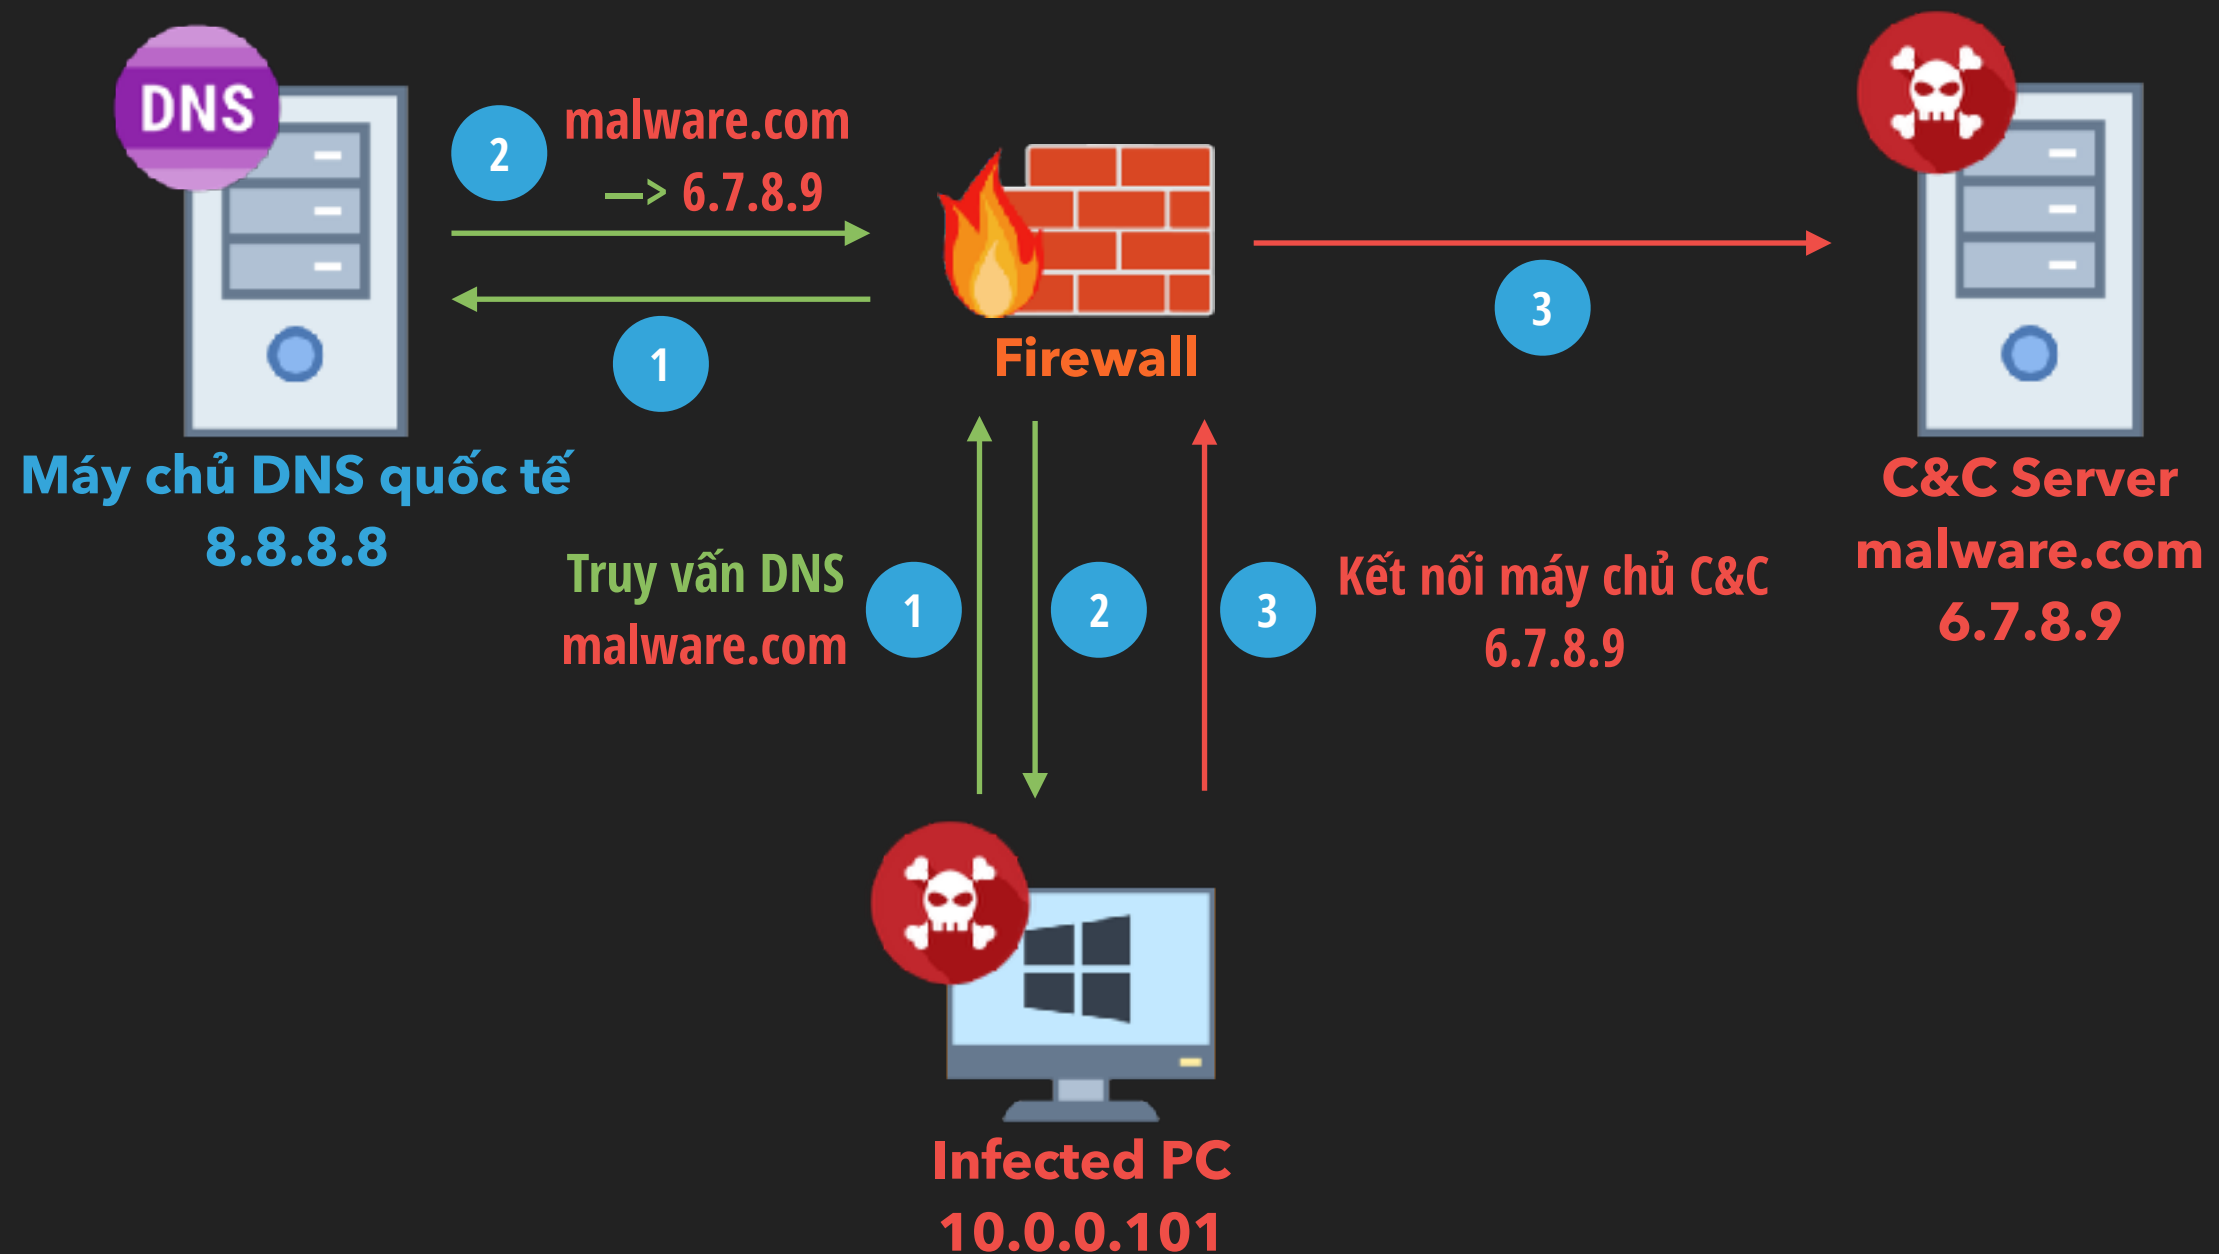 DNS
2
malware.com
—> 6.7.8.9
1
Firewall
3
Máy chủ DNS quốc tế
8.8.8.8
C&C Server
malware.com
6.7.8.9
Truy vấn DNS
malware.com
1
2
3
Kết nối máy chủ C&C
6.7.8.9
Infected PC
10.0.0.101